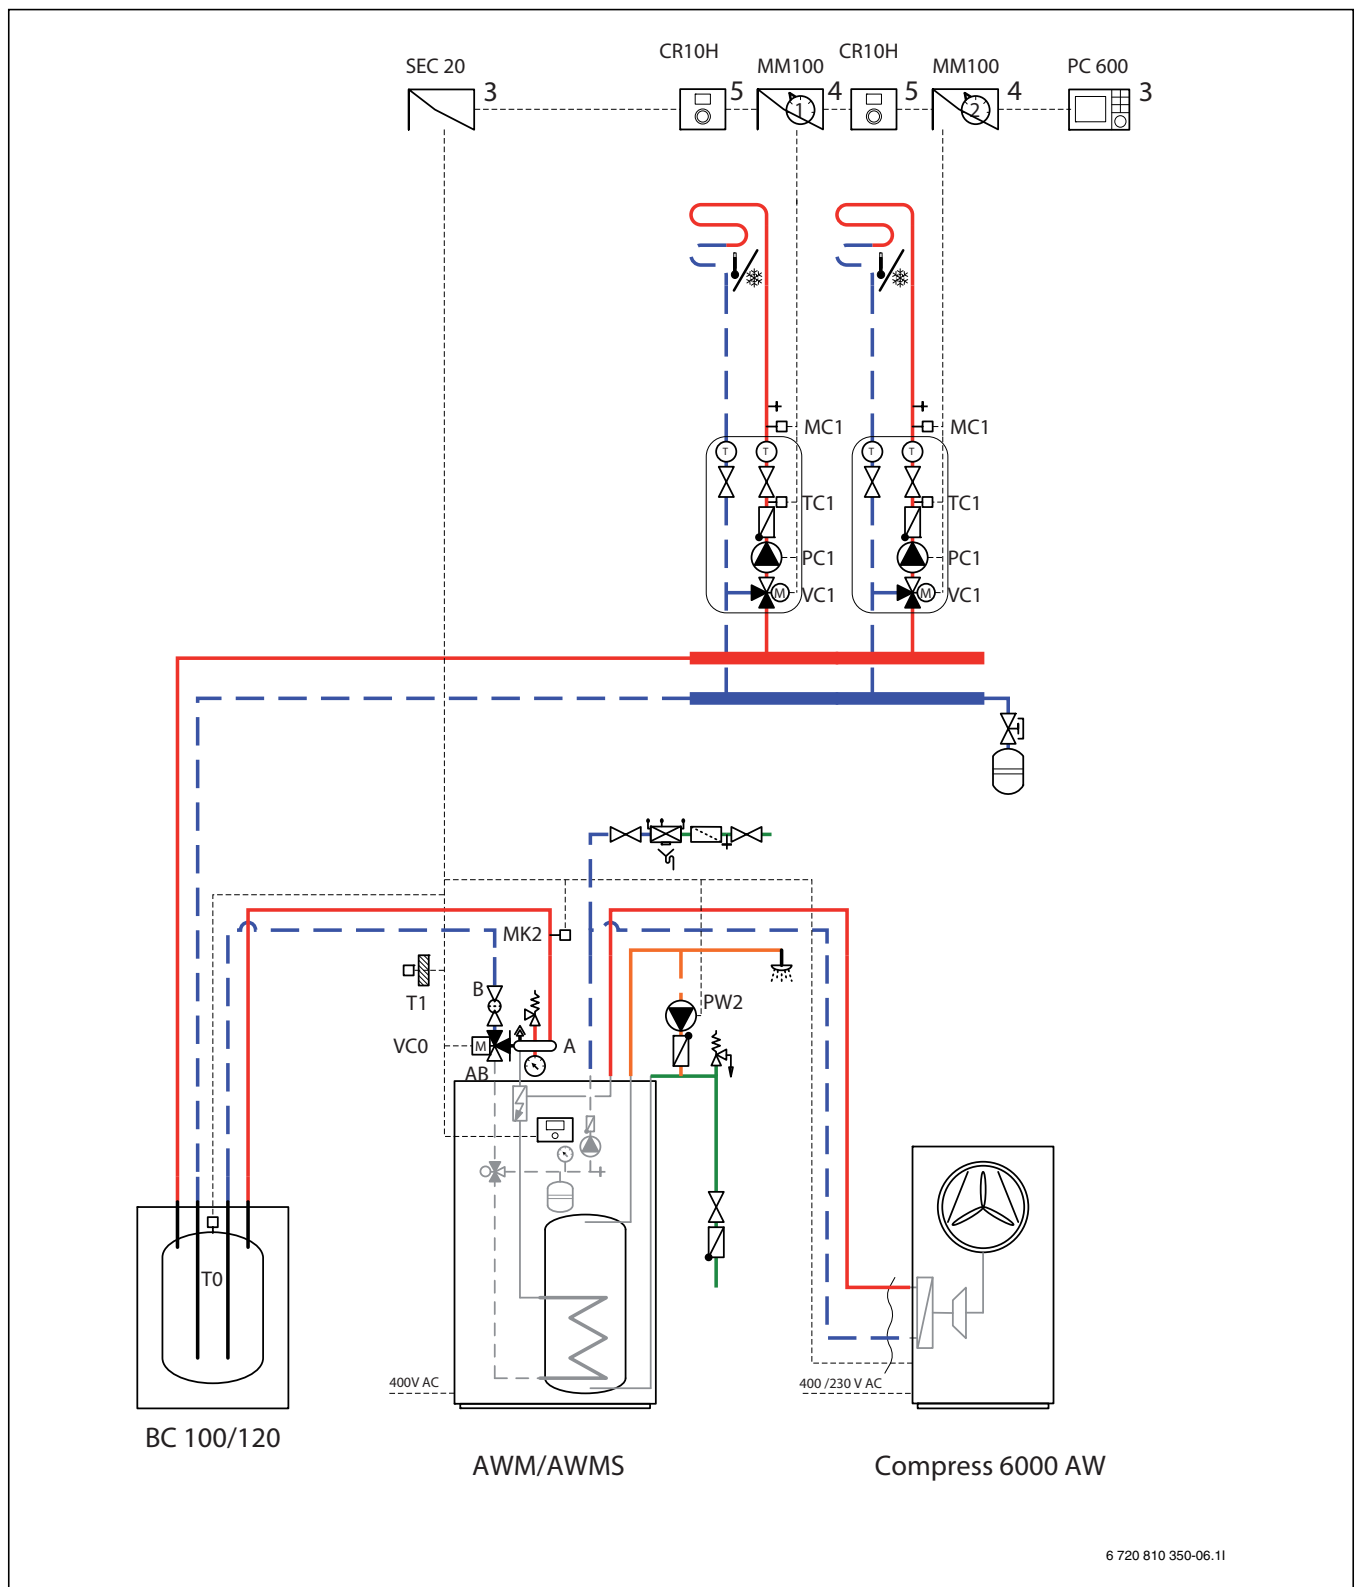 SEC 20
3
CR10H
5
MM100
1
4
CR10H
5
MM100
2
4
PC 600
3
MC1
MC1
T
T
T
T
TC1
TC1
PC1
PC1
M
VC1
M
VC1
MK2
T1
B
PW2
VC0
M
A
AB
T0
400V AC
400 /230 V AC
BC 100/120
AWM/AWMS
Compress 6000 AW
6 720 810 350-06.1I